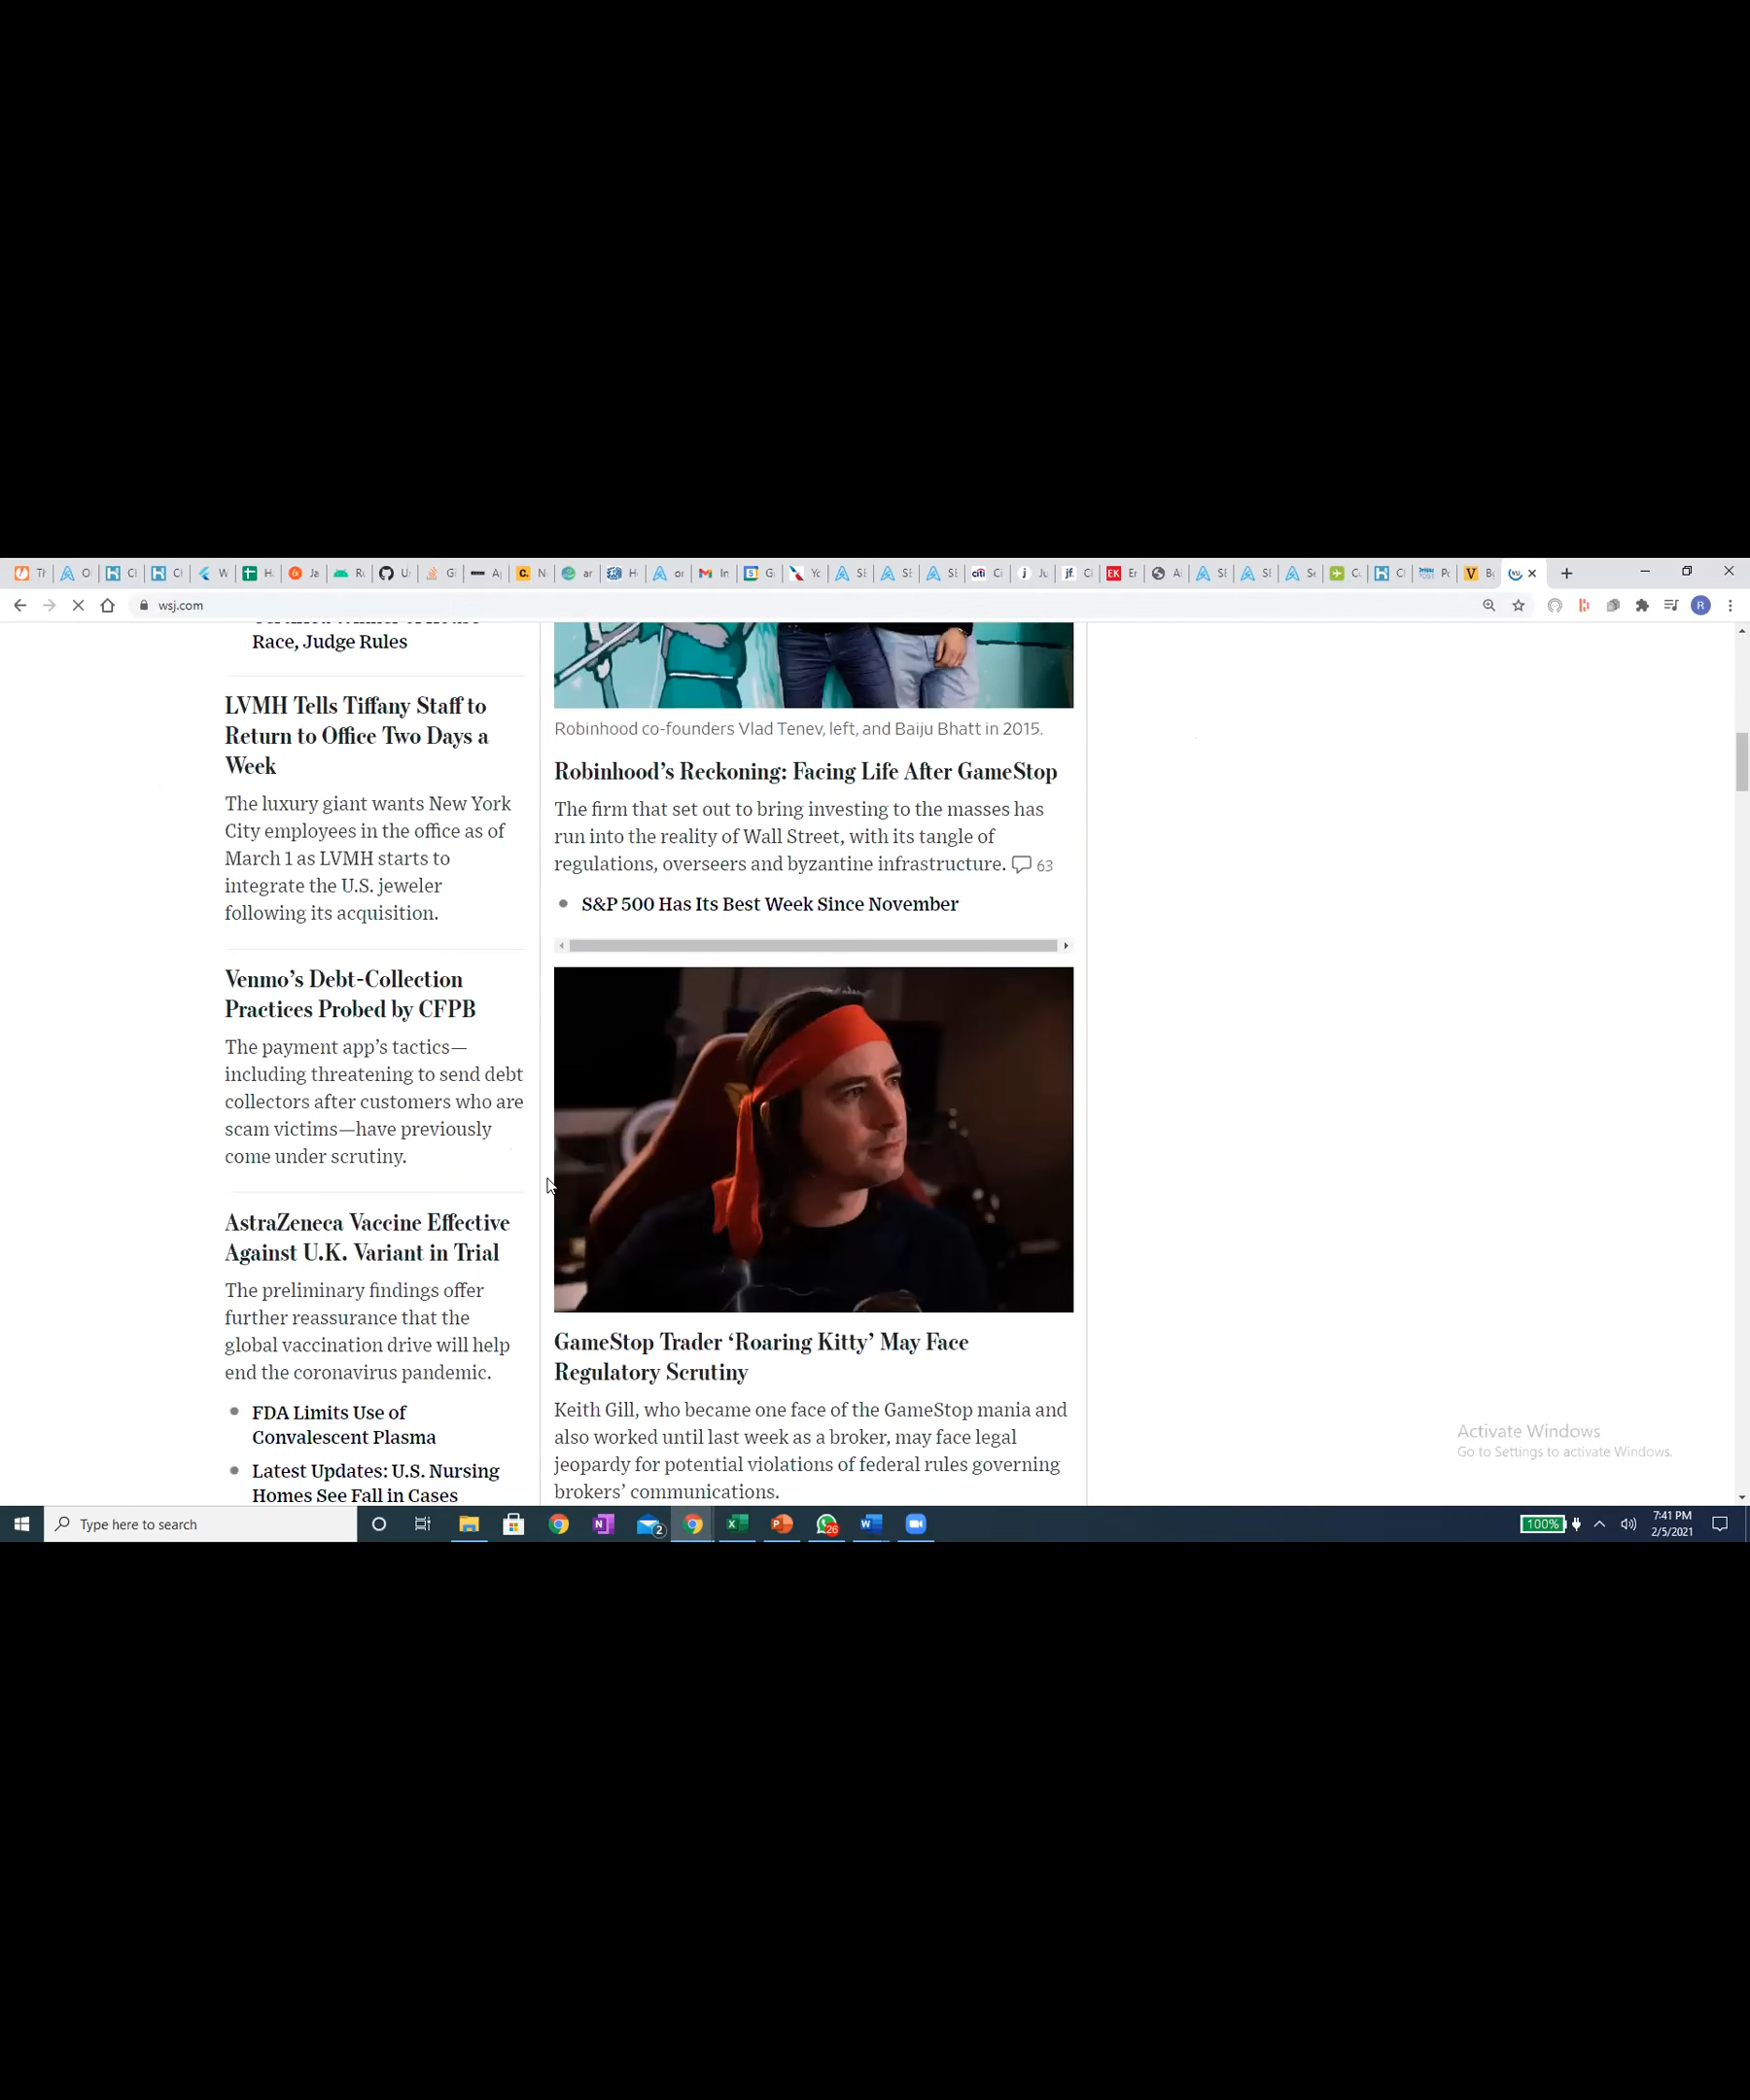 wsj.com
Race, Judge Rules
LVMH Tells Tiffany Staff to
Return to Office Two Days a
Week
The luxury giant wants New York
City employees in the office as of
March 1 as LVMH starts to
integrate the U.S. jeweler
following its acquisition.
Venmo’s Debt-Collection
Practices Probed by CFPB
The payment app’s tactics—
including threatening to send debt
collectors after customers who are
scam victims—have previously
come under scrutiny.
AstraZeneca Vaccine Effective
Against U.K. Variant in Trial
The preliminary findings offer
further reassurance that the
global vaccination drive will help
end the coronavirus pandemic.
FDA Limits Use of
Convalescent Plasma
Latest Updates: U.S. Nursing
Homes See Fall in Cases
Robinhood co-founders Vlad Tenev, left, and Baiju Bhatt in 2015.
Robinhood’s Reckoning: Facing Life After GameStop
The firm that set out to bring investing to the masses has
run into the reality of Wall Street, with its tangle of
regulations, overseers and byzantine infrastructure. 63
S&P 500 Has Its Best Week Since November
GameStop Trader ‘Roaring Kitty’ May Face
Regulatory Scrutiny
Keith Gill, who became one face of the GameStop mania and
also worked until last week as a broker, may face legal
jeopardy for potential violations of federal rules governing
brokers’ communications.
Activate Windows
Go to Settings to activate Windows.
Type here to search
2
26
100%
7:41 PM
2/5/2021